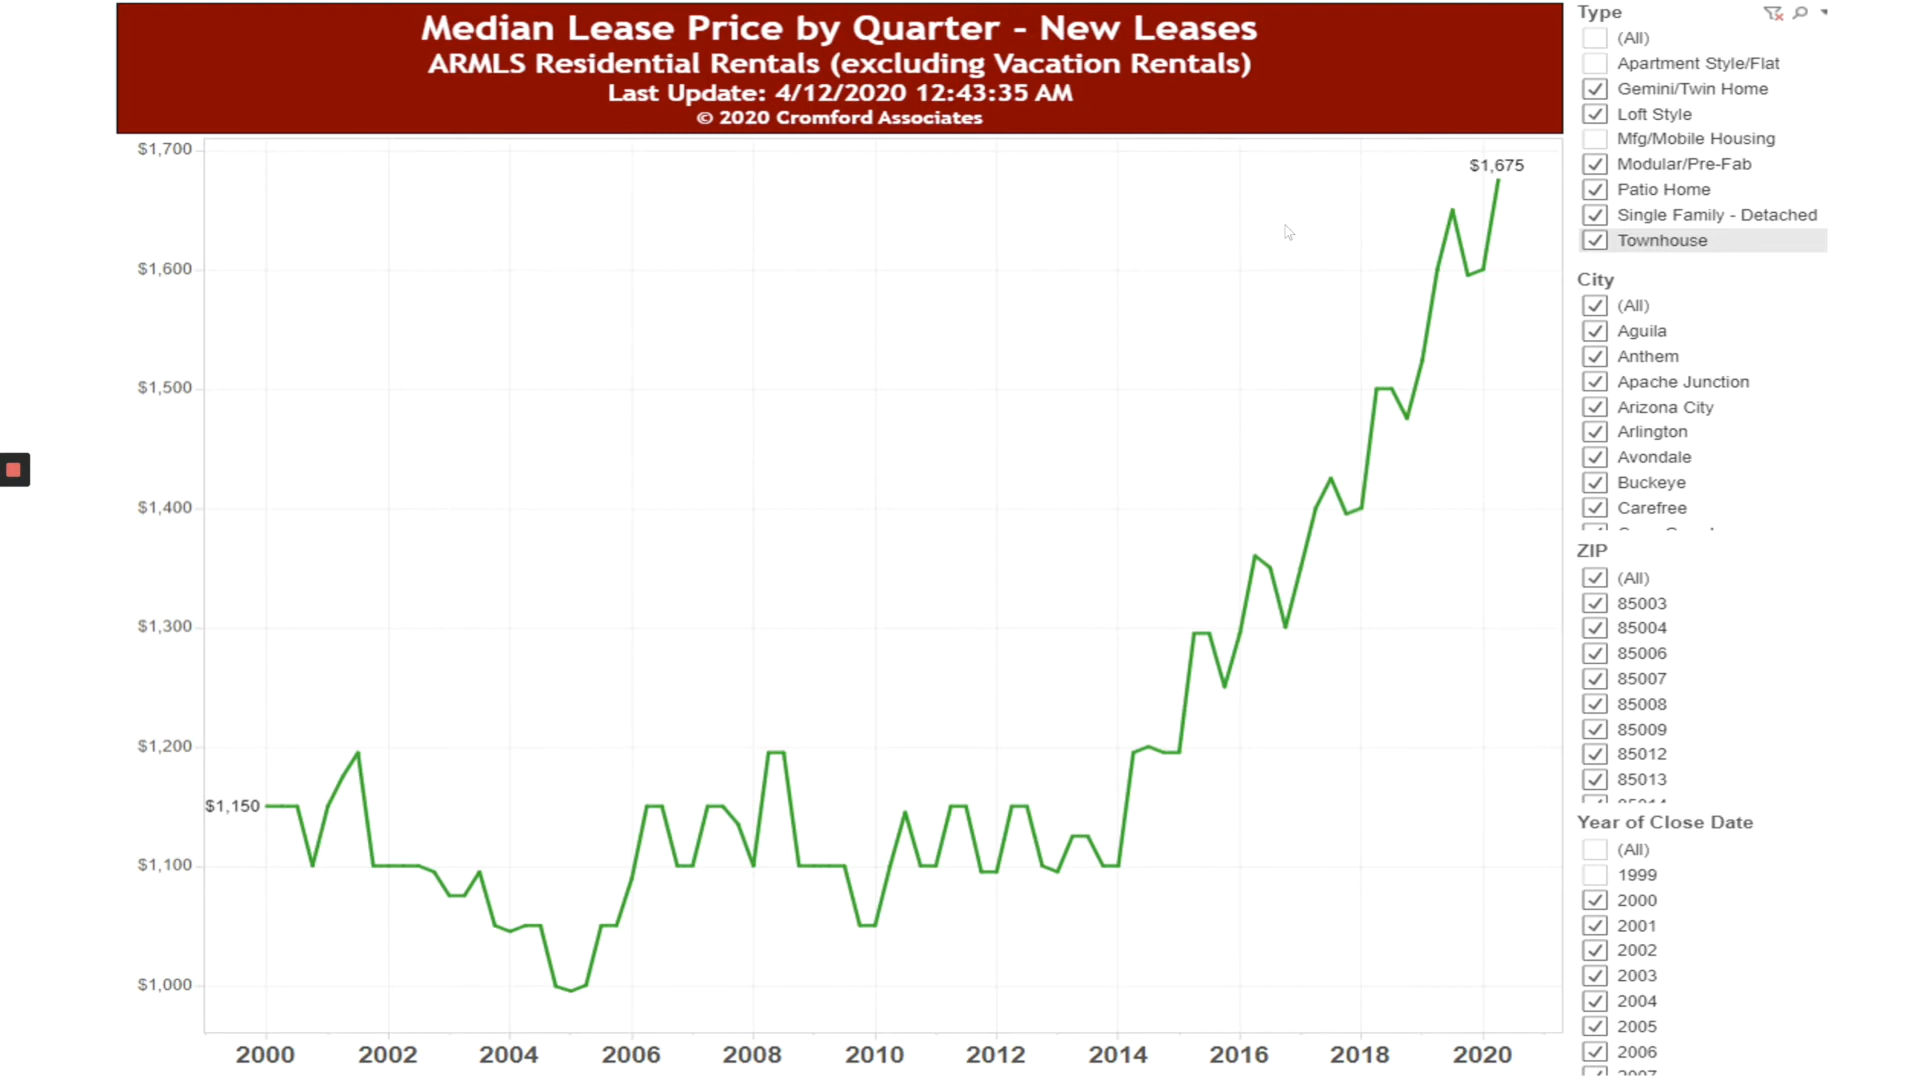 Median Lease Price by Quarter - New Leases
ARMLS Residential Rentals (excluding Vacation Rentals)
Last Update: 4/12/2020 12:43:35 AM
© 2020 Cromford Associates
$1,700
$1,600
$1,500
$1,400
$1,300
$1,200
$1,100
$1,000
$1,150
$1,675
2000 2002 2004 2006 2008 2010 2012 2014 2016 2018 2020
Type
(All)
Apartment Style/Flat
Gemini/Twin Home
Loft Style
Mfg/Mobile Housing
Modular/Pre-Fab
Patio Home
Single Family - Detached
Townhouse
City
(All)
Aguila
Anthem
Apache Junction
Arizona City
Arlington
Avondale
Buckeye
Carefree
ZIP
(All)
85003
85004
85006
85007
85008
85009
85012
85013
Year of Close Date
(All)
1999
2000
2001
2002
2003
2004
2005
2006